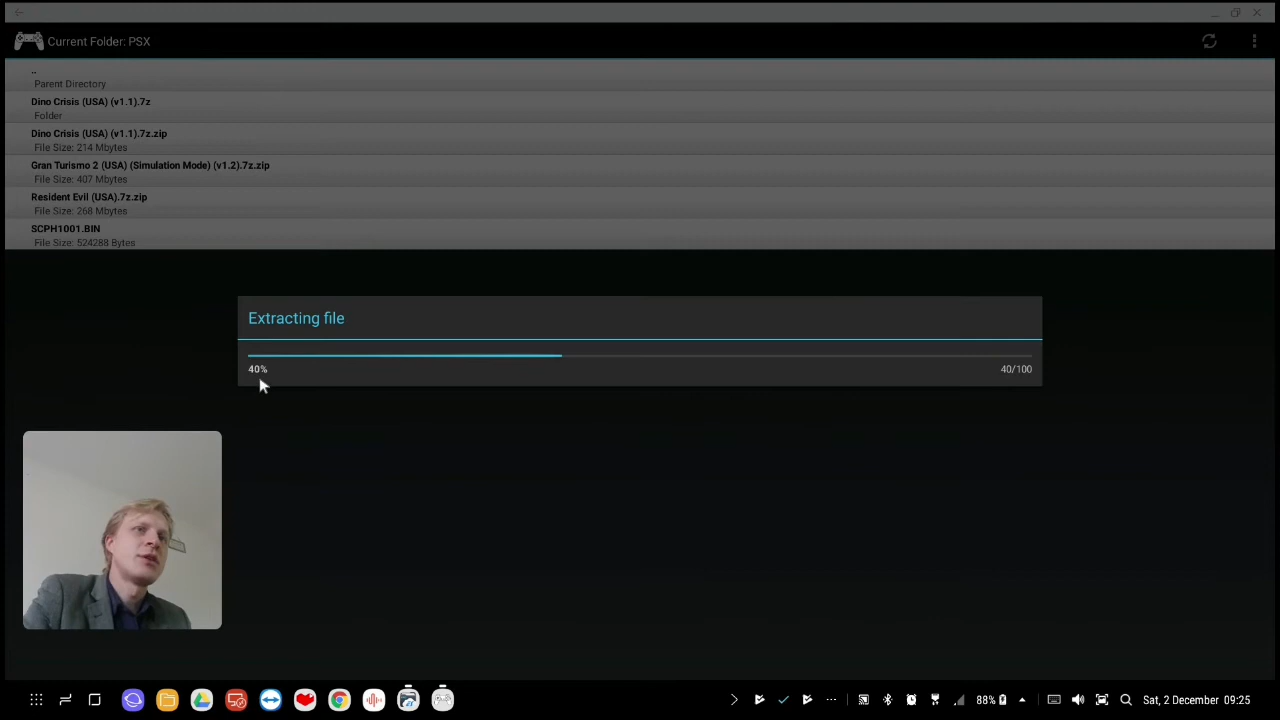 Current Folder: PSX
..
Parent Directory
Dino Crisis (USA) (v1.1).7z
Folder
Dino Crisis (USA) (v1.1).7z.zip
File Size: 214 Mbytes
Gran Turismo 2 (USA) (Simulation Mode) (v1.2).7z.zip
File Size: 407 Mbytes
Resident Evil (USA).7z.zip
File Size: 268 Mbytes
SCPH1001.BIN
File Size: 524288 Bytes
Extracting file
40% 40/100
88% Sat, 2 December 09:25